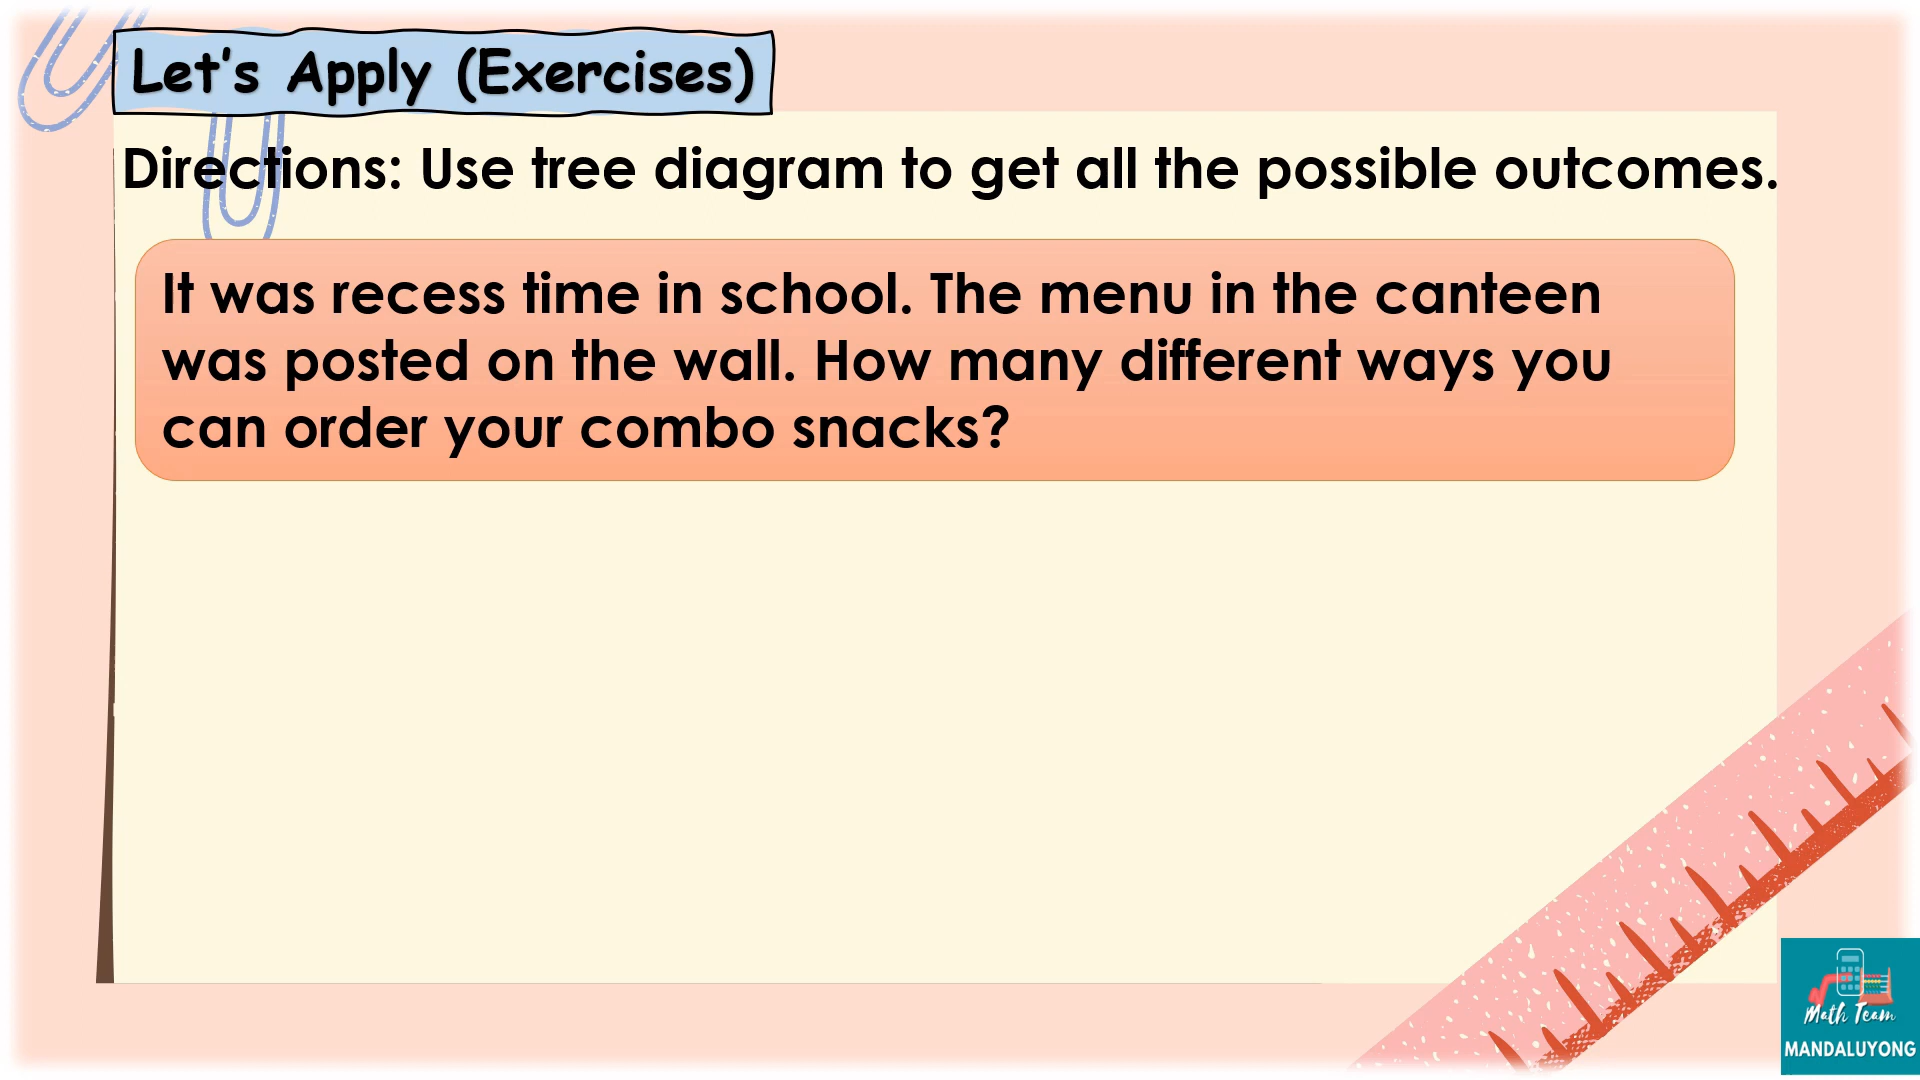 Let's Apply (Exercises)
Directions: Use tree diagram to get all the possible outcomes.
It was recess time in school. The menu in the canteen
was posted on the wall. How many different ways you
can order your combo snacks?
Math Team
MANDALUYONG